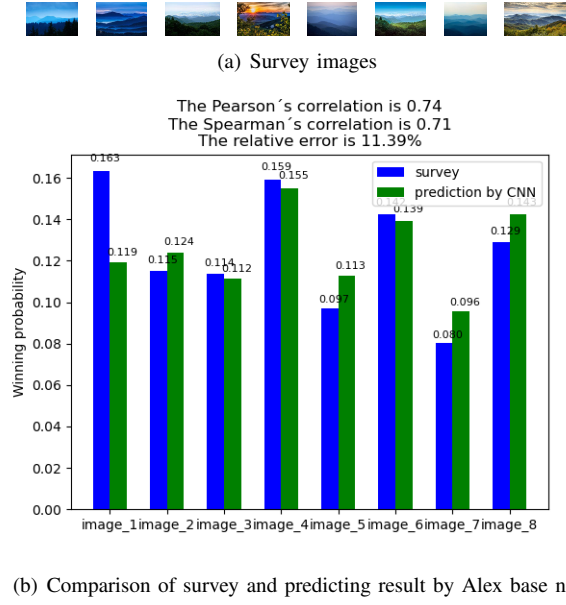 (a) Survey images
The Pearson´s correlation is 0.74
The Spearman´s correlation is 0.71
The relative error is 11.39%
survey
prediction by CNN
Winning probability
0.16
0.14
0.12
0.10
0.08
0.06
0.04
0.02
0.00
0.163
0.119
0.115
0.124
0.114
0.112
0.159
0.155
0.097
0.113
0.142
0.139
0.080
0.096
0.129
0.143
image_1 image_2 image_3 image_4 image_5 image_6 image_7 image_8
(b) Comparison of survey and predicting result by Alex base n